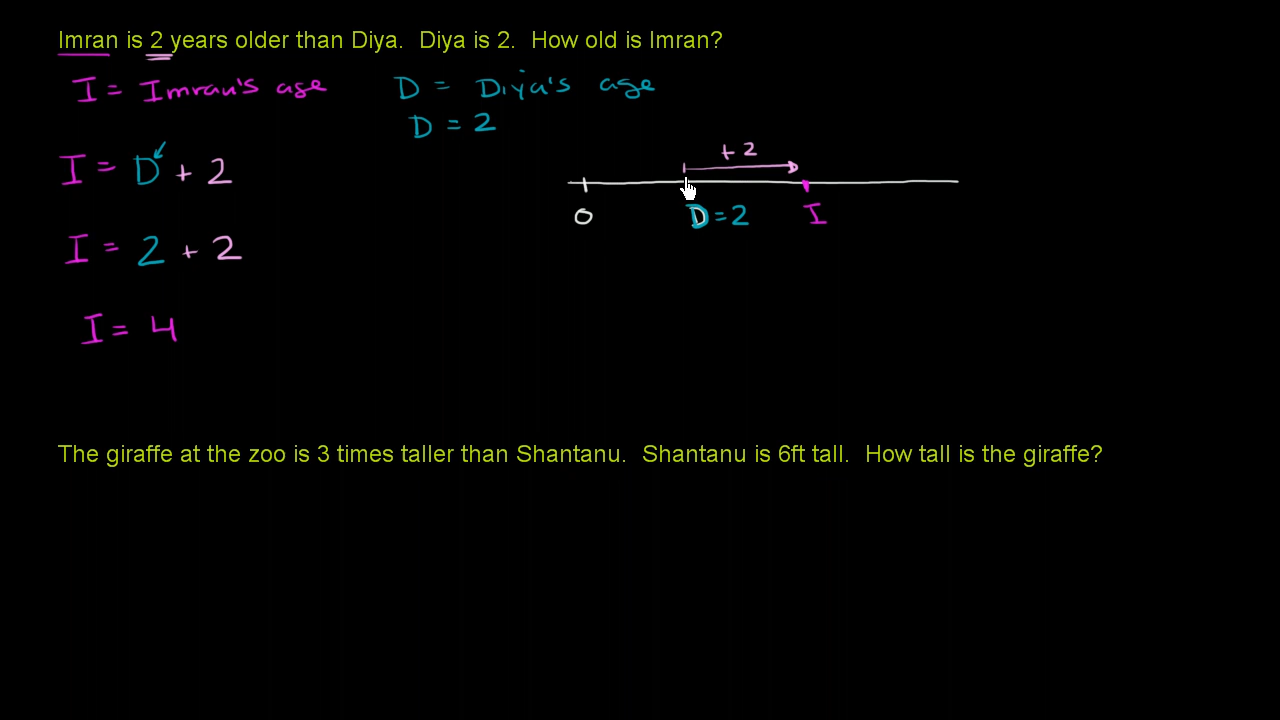 Imran is 2 years older than Diya. Diya is 2. How old is Imran?
I = Imran's age D = Diya's age
D = 2
I = D + 2
+ 2
0 D = 2 I
I = 2 + 2
I = 4
The giraffe at the zoo is 3 times taller than Shantanu. Shantanu is 6ft tall. How tall is the giraffe?